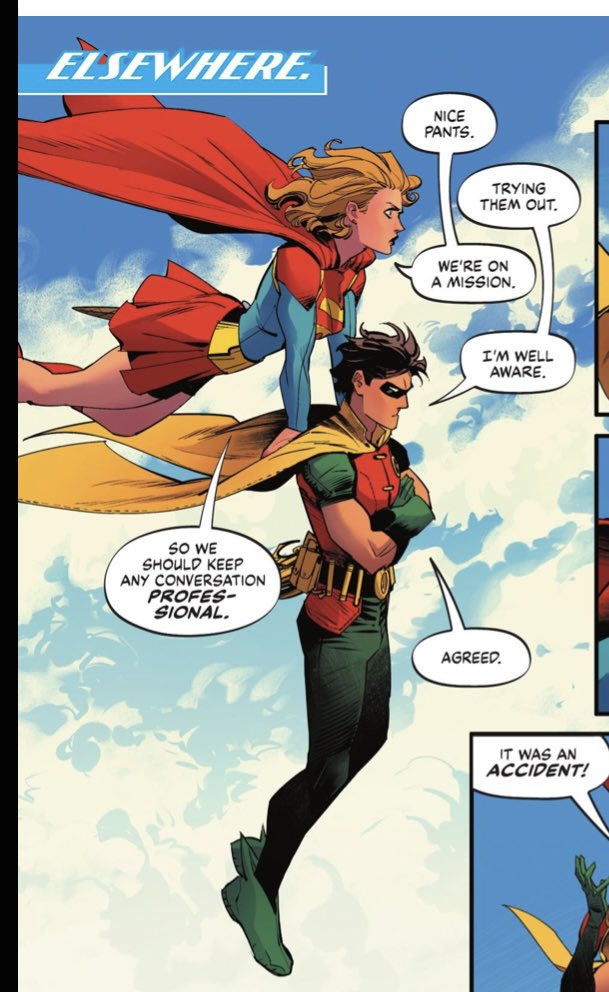 ELSEWHERE.
NICE
PANTS.
TRYING
THEM OUT.
WE'RE ON
A MISSION.
I'M WELL
AWARE.
SO WE
SHOULD KEEP
ANY CONVERSATION
PROFES-
SIONAL.
AGREED.
IT WAS AN
ACCIDENT!